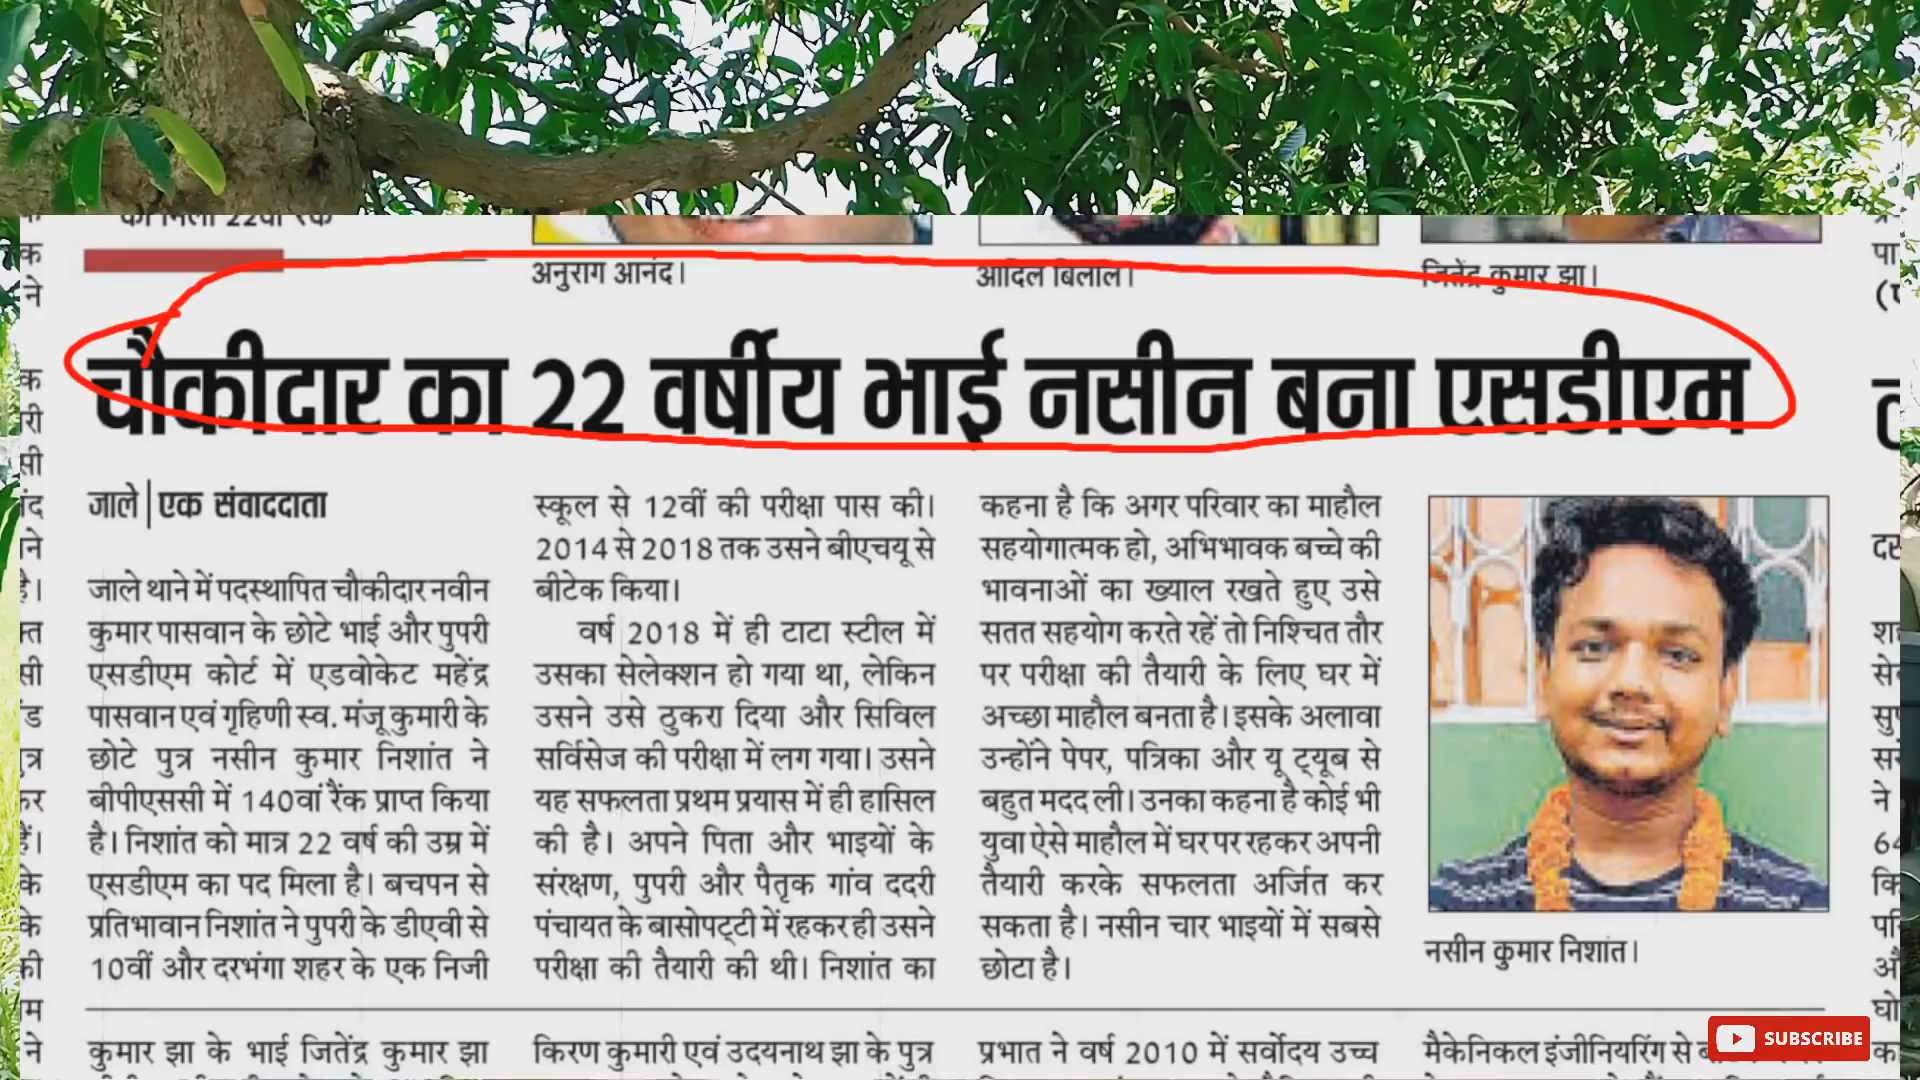 को मिला 22वां रैंक
अनुराग आनंद।
आदिल बिलाल।
जितेंद्र कुमार झा।
चौकीदार का 22 वर्षीय भाई नसीन बना एसडीएम
जाले | एक संवाददाता
जाले थाने में पदस्थापित चौकीदार नवीन
कुमार पासवान के छोटे भाई और पुपरी
एसडीएम कोर्ट में एडवोकेट महेंद्र
पासवान एवं गृहिणी स्व. मंजू कुमारी के
छोटे पुत्र नसीन कुमार निशांत ने
बीपीएससी में 140वां रैंक प्राप्त किया
है। निशांत को मात्र 22 वर्ष की उम्र में
एसडीएम का पद मिला है। बचपन से
प्रतिभावान निशांत ने पुपरी के डीएवी से
10वीं और दरभंगा शहर के एक निजी
स्कूल से 12वीं की परीक्षा पास की।
2014 से 2018 तक उसने बीएचयू से
बीटेक किया।
वर्ष 2018 में ही टाटा स्टील में
उसका सेलेक्शन हो गया था, लेकिन
उसने उसे ठुकरा दिया और सिविल
सर्विसेज की परीक्षा में लग गया। उसने
यह सफलता प्रथम प्रयास में ही हासिल
की है। अपने पिता और भाइयों के
संरक्षण, पुपरी और पैतृक गांव ददरी
पंचायत के बासोपट्टी में रहकर ही उसने
परीक्षा की तैयारी की थी। निशांत का
कहना है कि अगर परिवार का माहौल
सहयोगात्मक हो, अभिभावक बच्चे की
भावनाओं का ख्याल रखते हुए उसे
सतत सहयोग करते रहें तो निश्चित तौर
पर परीक्षा की तैयारी के लिए घर में
अच्छा माहौल बनता है। इसके अलावा
उन्होंने पेपर, पत्रिका और यू ट्यूब से
बहुत मदद ली। उनका कहना है कोई भी
युवा ऐसे माहौल में घर पर रहकर अपनी
तैयारी करके सफलता अर्जित कर
सकता है। नसीन चार भाइयों में सबसे
छोटा है।
नसीन कुमार निशांत।
कुमार झा के भाई जितेंद्र कुमार झा
किरण कुमारी एवं उदयनाथ झा के पुत्र
प्रभात ने वर्ष 2010 में सर्वोदय उच्च
मैकेनिकल इंजीनियरिंग से
SUBSCRIBE